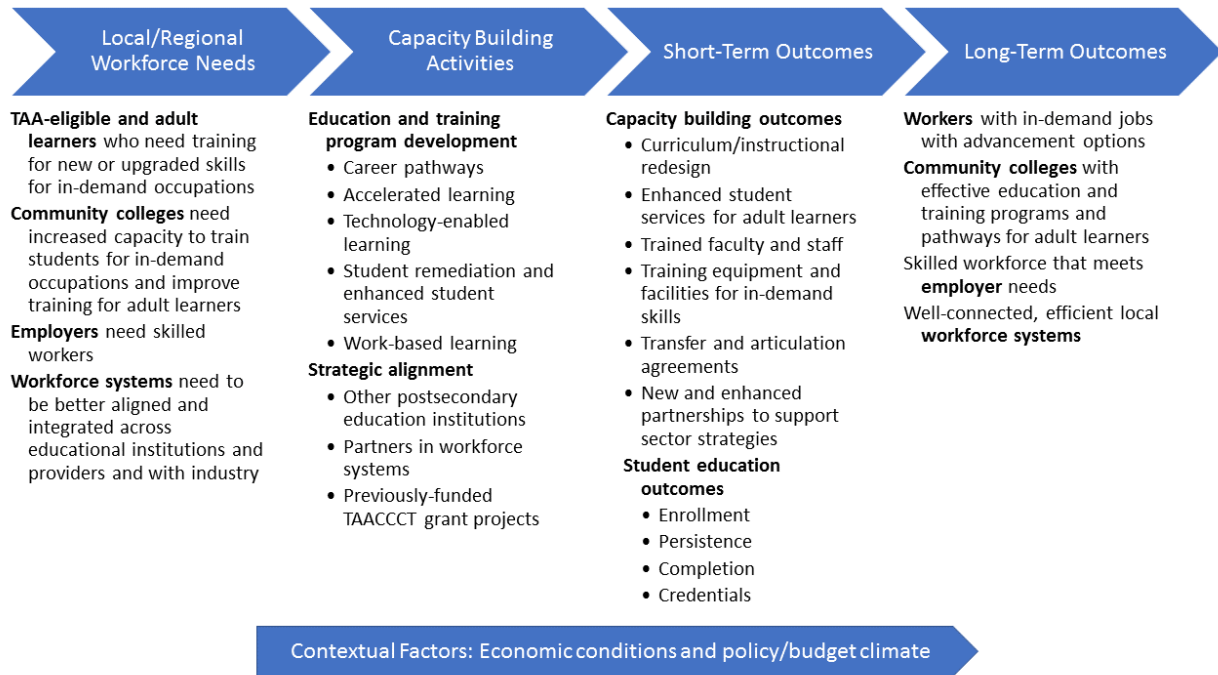 Local/Regional
Workforce Needs
Capacity Building
Activities
Short-Term Outcomes
Long-Term Outcomes
TAA-eligible and adult
learners who need training
for new or upgraded skills
for in-demand occupations
Community colleges need
increased capacity to train
students for in-demand
occupations and improve
training for adult learners
Employers need skilled
workers
Workforce systems need to
be better aligned and
integrated across
educational institutions and
providers and with industry
Education and training
program development
• Career pathways
• Accelerated learning
• Technology-enabled
learning
• Student remediation and
enhanced student
services
• Work-based learning
Strategic alignment
• Other postsecondary
education institutions
• Partners in workforce
systems
• Previously-funded
TAACCCT grant projects
Capacity building outcomes
• Curriculum/instructional
redesign
• Enhanced student
services for adult learners
• Trained faculty and staff
• Training equipment and
facilities for in-demand
skills
• Transfer and articulation
agreements
• New and enhanced
partnerships to support
sector strategies
Student education
outcomes
• Enrollment
• Persistence
• Completion
• Credentials
Workers with in-demand jobs
with advancement options
Community colleges with
effective education and
training programs and
pathways for adult learners
Skilled workforce that meets
employer needs
Well-connected, efficient local
workforce systems
Contextual Factors: Economic conditions and policy/budget climate